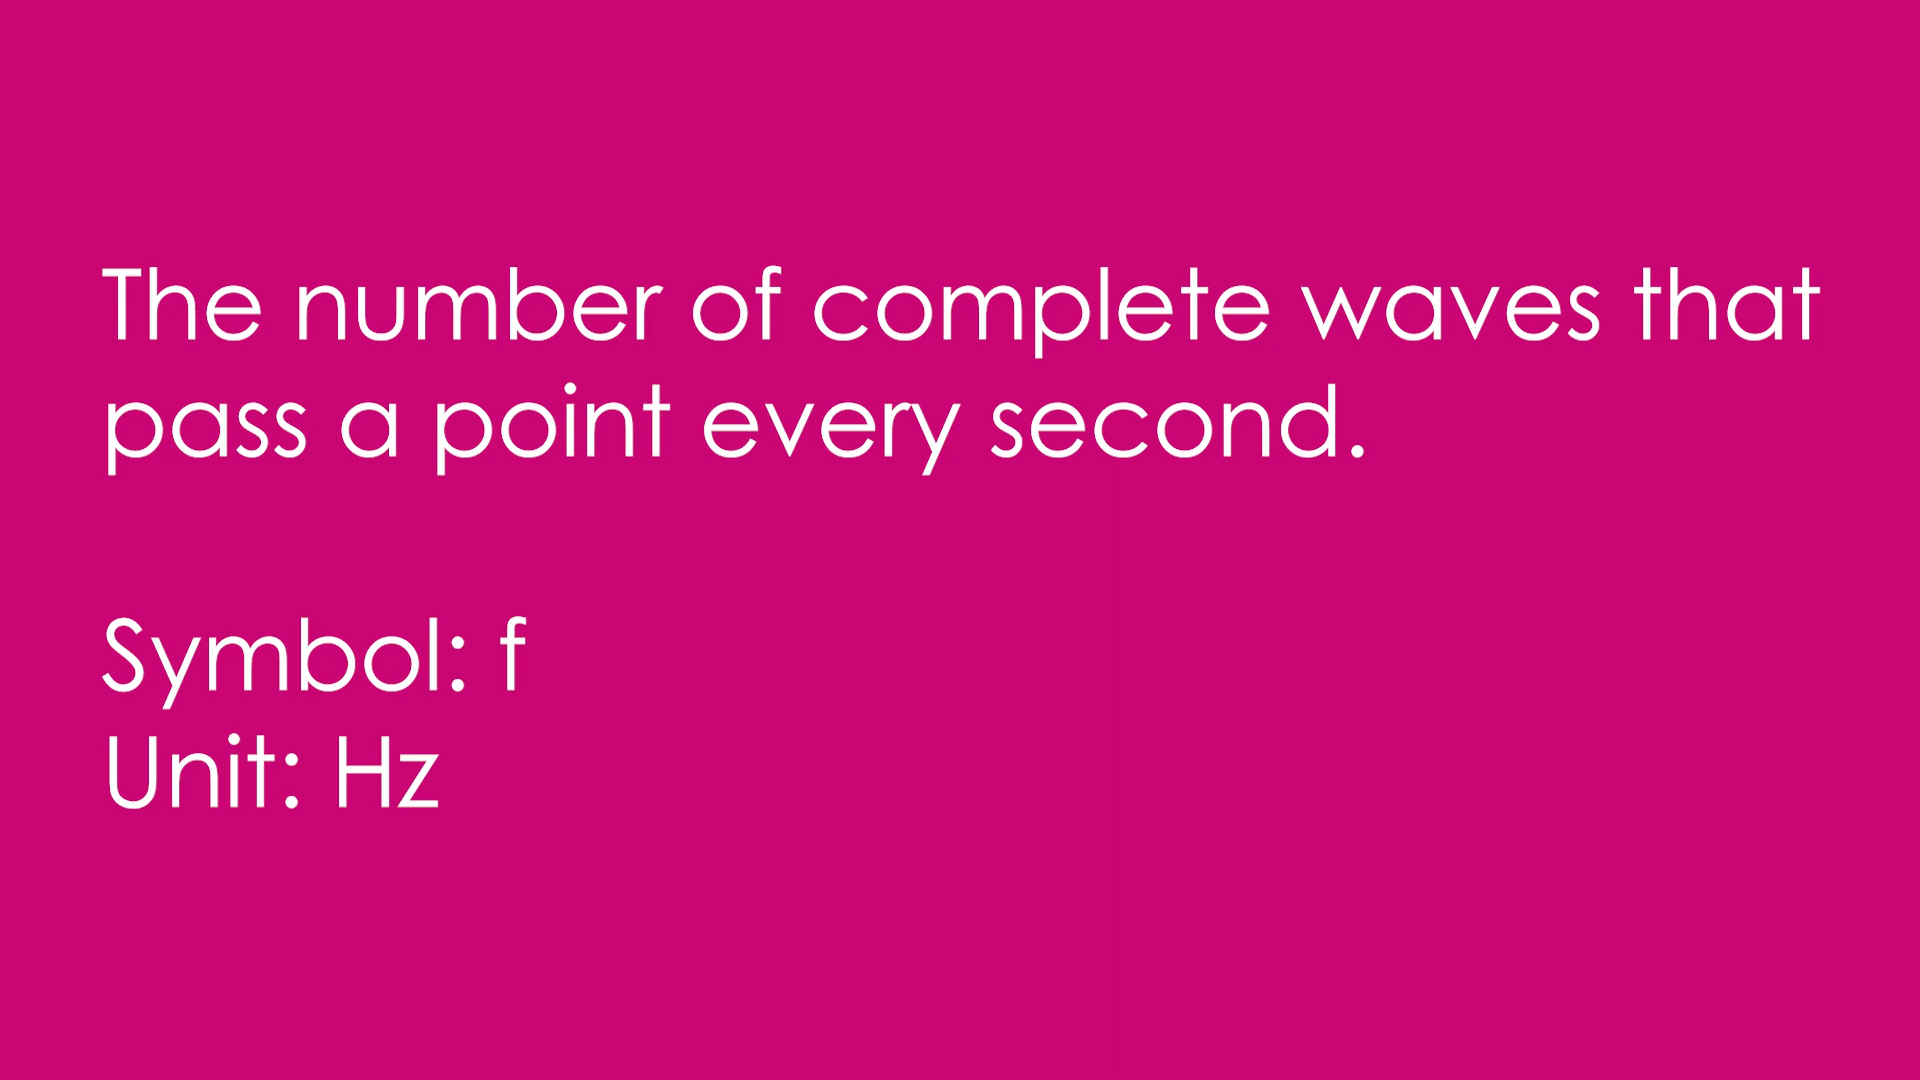 The number of complete waves that
pass a point every second.
Symbol: f
Unit: Hz